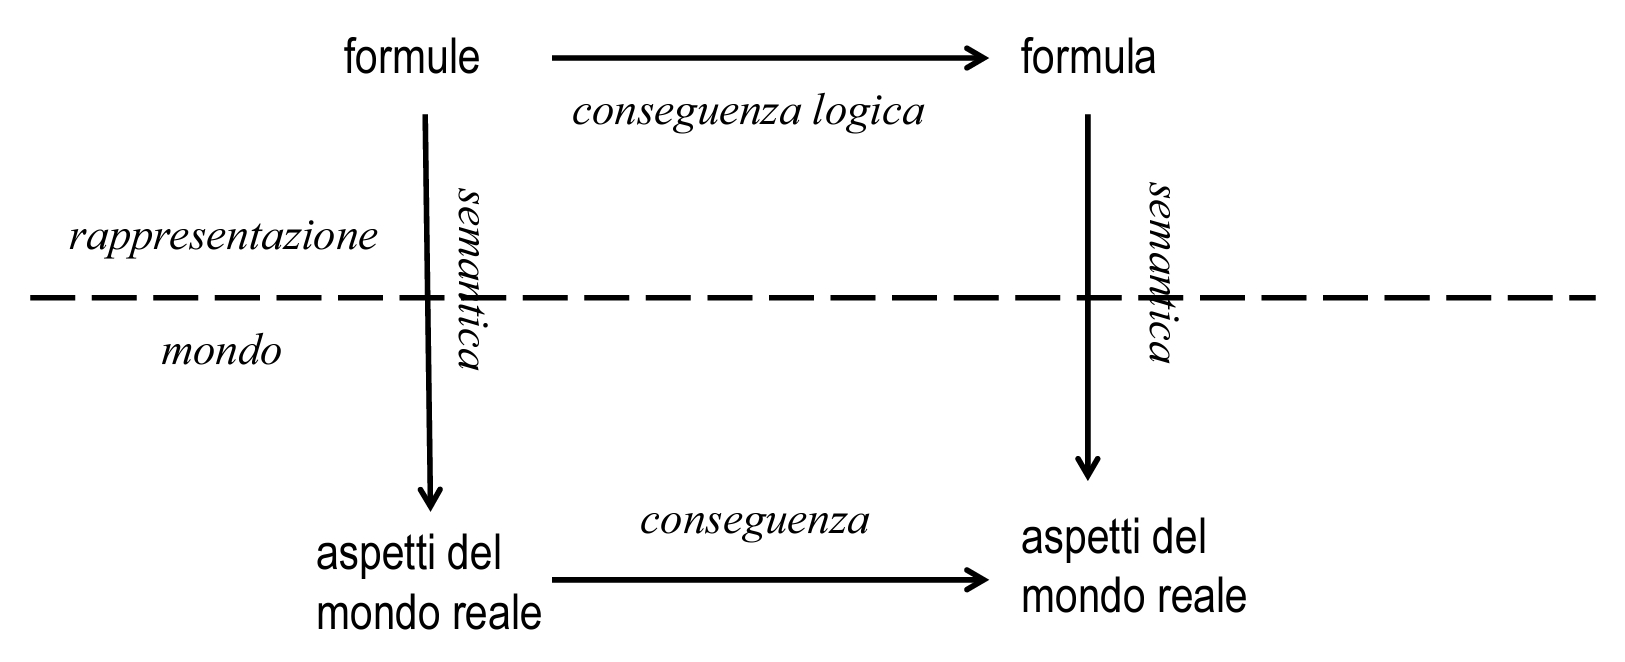 formule
formula
conseguenza logica
semantica
semantica
rappresentazione
mondo
conseguenza
aspetti del
mondo reale
aspetti del
mondo reale